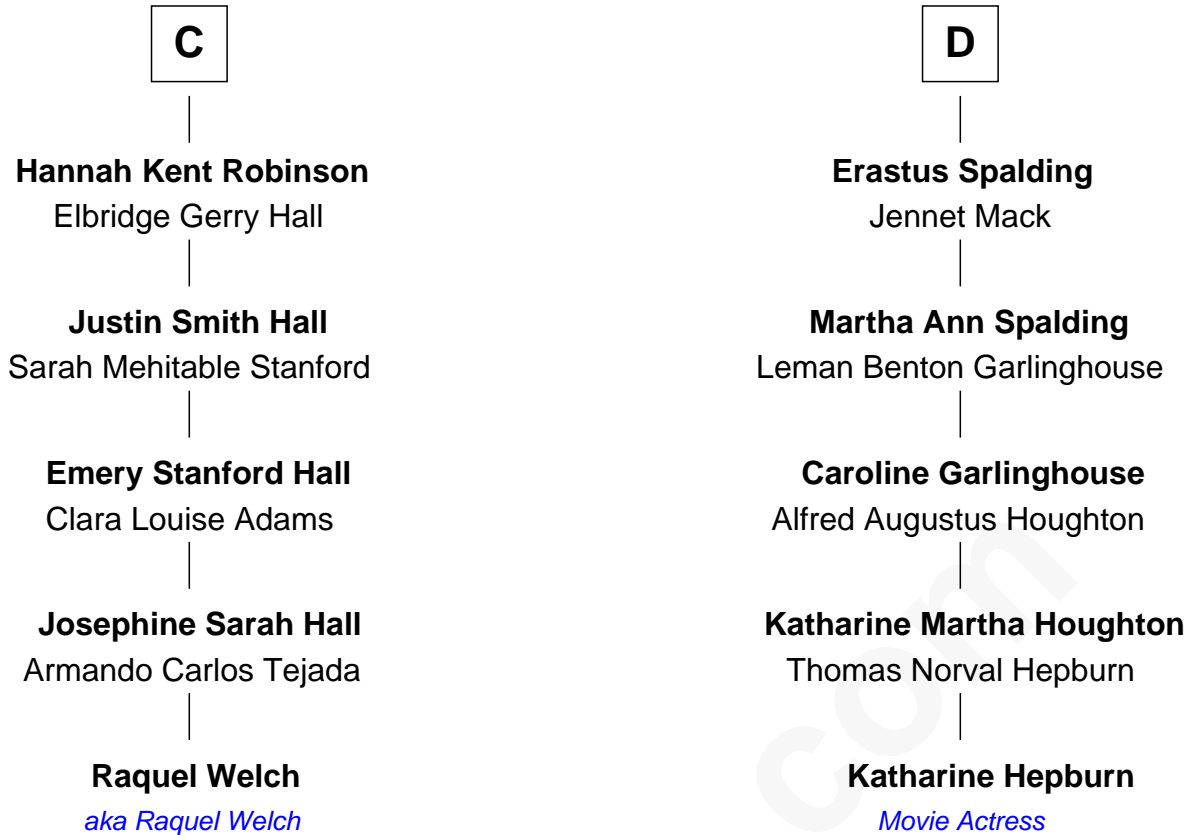 C
Hannah Kent Robinson
Elbridge Gerry Hall
Justin Smith Hall
Sarah Mehitable Stanford
Emery Stanford Hall
Clara Louise Adams
Josephine Sarah Hall
Armando Carlos Tejada
Raquel Welch
aka Raquel Welch
D
Erastus Spalding
Jennet Mack
Martha Ann Spalding
Leman Benton Garlinghouse
Caroline Garlinghouse
Alfred Augustus Houghton
Katharine Martha Houghton
Thomas Norval Hepburn
Katharine Hepburn
Movie Actress
com